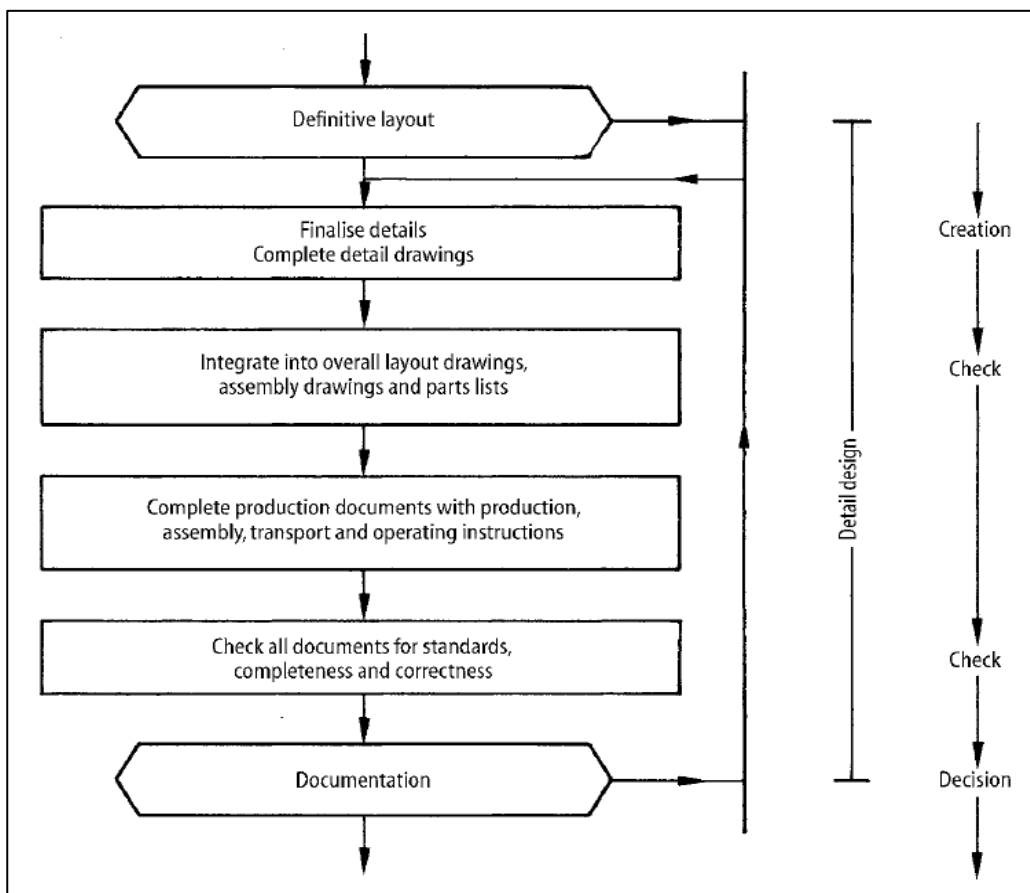 Definitive layout
Finalise details
Complete detail drawings
Creation
Integrate into overall layout drawings,
assembly drawings and parts lists
Check
Detail design
Complete production documents with production,
assembly, transport and operating instructions
Check all documents for standards,
completeness and correctness
Check
Documentation
Decision